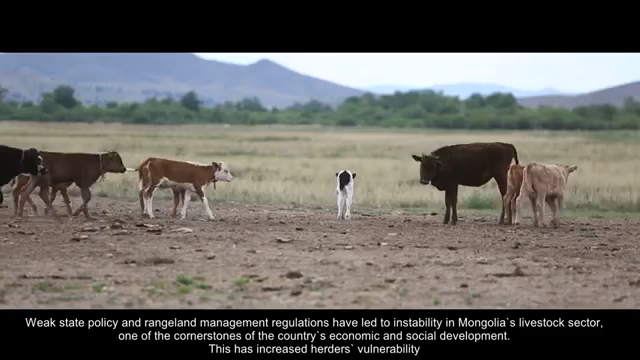 Weak state policy and rangeland management regulations have led to instability in Mongolia`s livestock sector,
one of the cornerstones of the country`s economic and social development.
This has increased herders` vulnerability